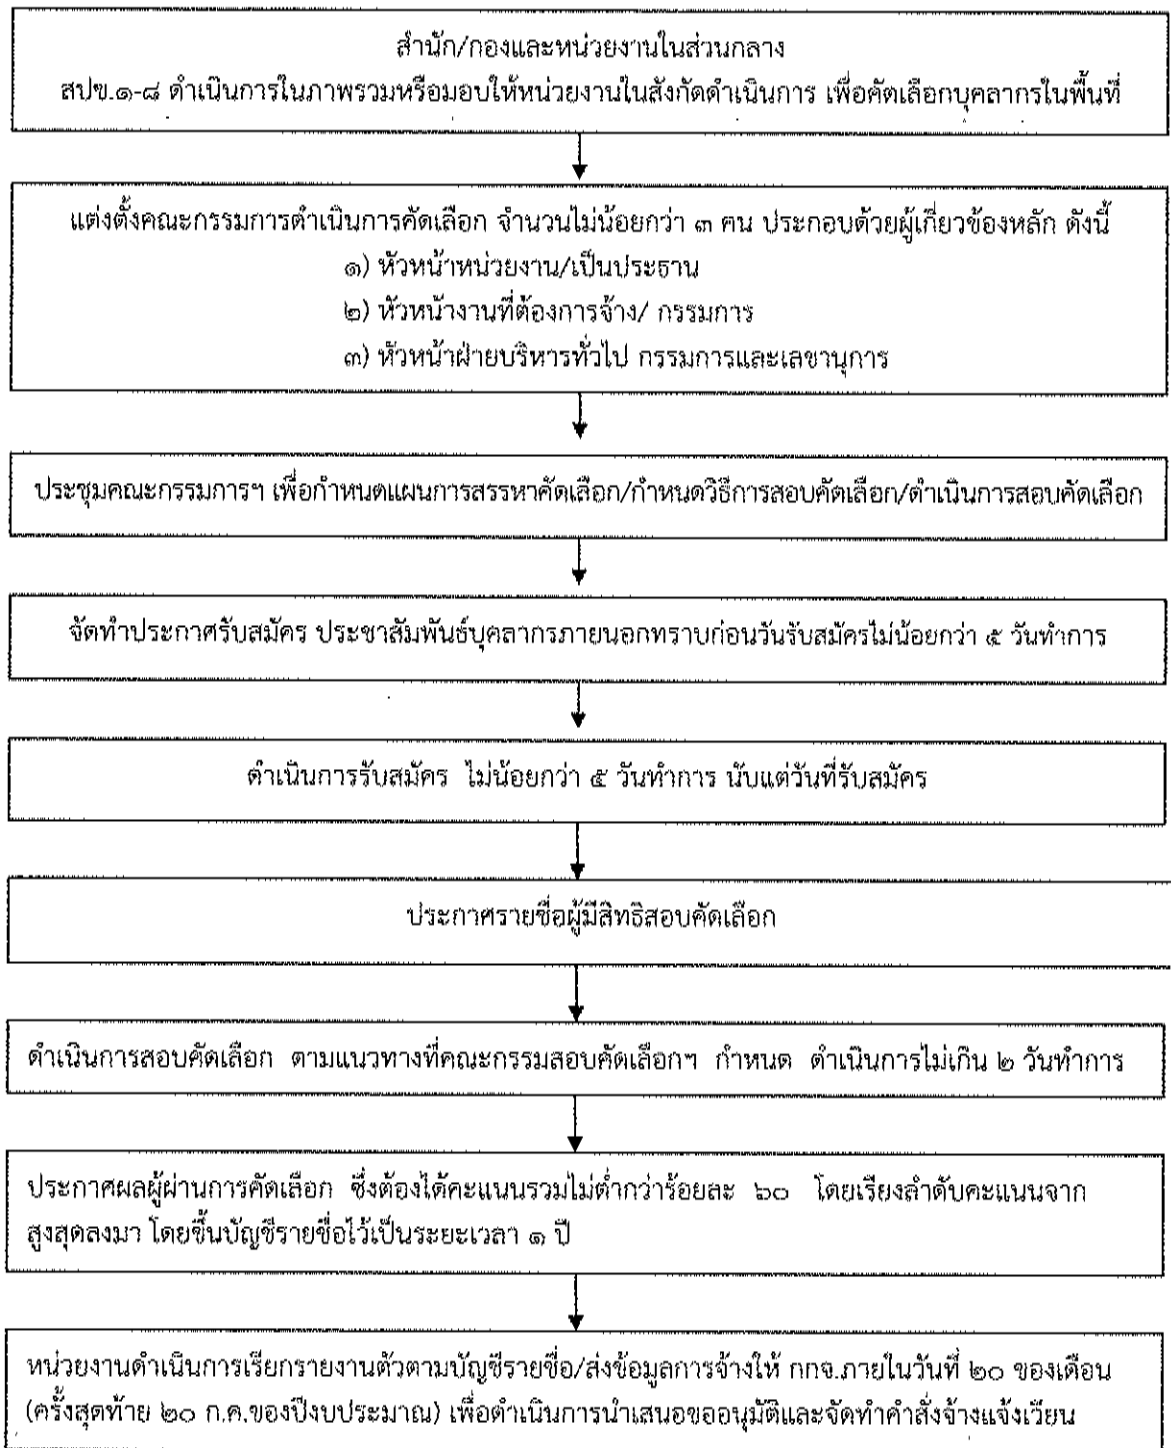 สำนัก/กองและหน่วยงานในส่วนกลาง
สปข.๑-๘ ดำเนินการในภาพรวมหรือมอบให้หน่วยงานในสังกัดดำเนินการ เพื่อคัดเลือกบุคลากรในพื้นที่
แต่งตั้งคณะกรรมการดำเนินการคัดเลือก จำนวนไม่น้อยกว่า ๓ คน ประกอบด้วยผู้เกี่ยวข้องหลัก ดังนี้
๑) หัวหน้าหน่วยงาน/เป็นประธาน
๒) หัวหน้างานที่ต้องการจ้าง/ กรรมการ
๓) หัวหน้าฝ่ายบริหารทั่วไป กรรมการและเลขานุการ
ประชุมคณะกรรมการฯ เพื่อกำหนดแผนการสรรหาคัดเลือก/กำหนดวิธีการสอบคัดเลือก/ดำเนินการสอบคัดเลือก
จัดทำประกาศรับสมัคร ประชาสัมพันธ์บุคลากรภายนอกทราบก่อนวันรับสมัครไม่น้อยกว่า ๕ วันทำการ
ดำเนินการรับสมัคร ไม่น้อยกว่า ๕ วันทำการ นับแต่วันที่รับสมัคร
ประกาศรายชื่อผู้มีสิทธิสอบคัดเลือก
ดำเนินการสอบคัดเลือก ตามแนวทางที่คณะกรรมสอบคัดเลือกฯ กำหนด ดำเนินการไม่เกิน ๒ วันทำการ
ประกาศผลผู้ผ่านการคัดเลือก ซึ่งต้องได้คะแนนรวมไม่ต่ำกว่าร้อยละ ๖๐ โดยเรียงลำดับคะแนนจาก
สูงสุดลงมา โดยขึ้นบัญชีรายชื่อไว้เป็นระยะเวลา ๑ ปี
หน่วยงานดำเนินการเรียกรายงานตัวตามบัญชีรายชื่อ/ส่งข้อมูลการจ้างให้ กกจ.ภายในวันที่ ๒๐ ของเดือน
(ครั้งสุดท้าย ๒๐ ก.ค.ของปีงบประมาณ) เพื่อดำเนินการนำเสนอขออนุมัติและจัดทำคำสั่งจ้างแจ้งเวียน